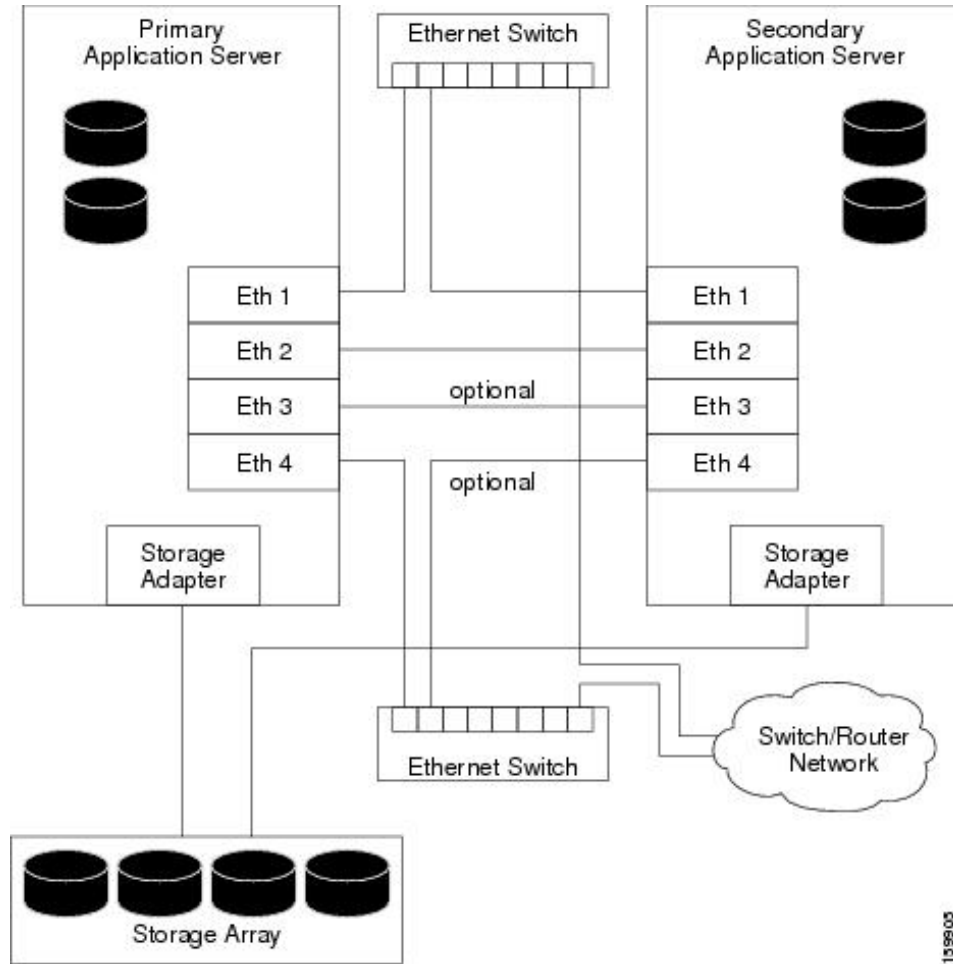 Primary
Application Server
Ethernet Switch
Secondary
Application Server
Eth 1
Eth 2
Eth 3
Eth 4
optional
optional
Eth 1
Eth 2
Eth 3
Eth 4
Storage
Adapter
Storage
Adapter
Ethernet Switch
Switch/Router
Network
Storage Array
159905